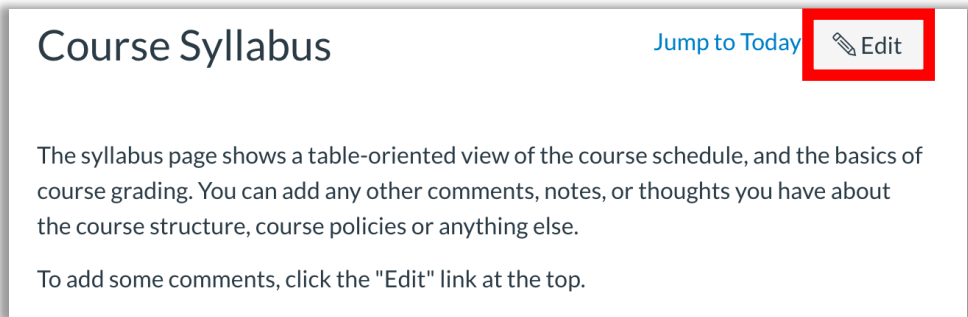 Course Syllabus
Jump to Today
Edit
The syllabus page shows a table-oriented view of the course schedule, and the basics of
course grading. You can add any other comments, notes, or thoughts you have about
the course structure, course policies or anything else.
To add some comments, click the "Edit" link at the top.